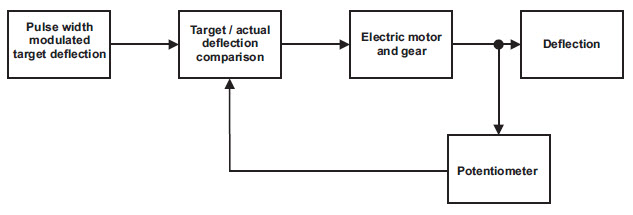 Pulse width
modulated
target deflection
Target / actual
deflection
comparison
Electric motor
and gear
Deflection
Potentiometer